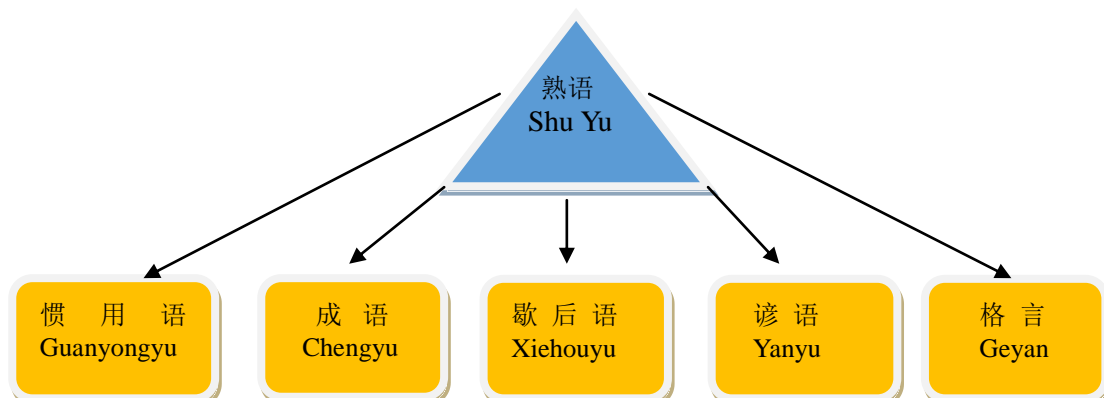 熟语
Shu Yu
惯 用 语
Guanyongyu
成 语
Chengyu
歇 后 语
Xiehouyu
谚 语
Yanyu
格 言
Geyan